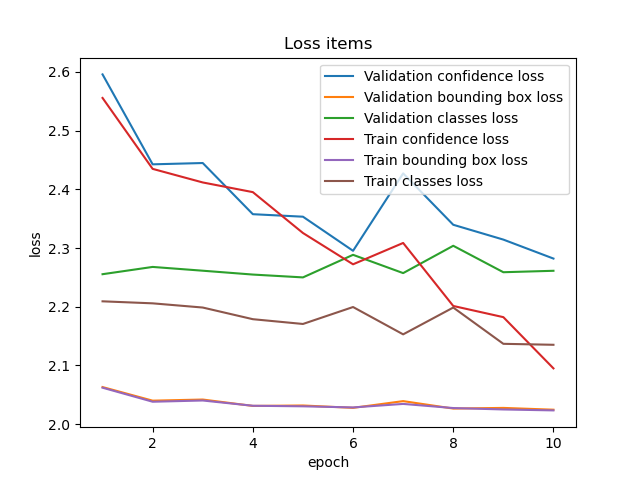 Loss items
2.6
2.5
2.4
2.3
2.2
2.1
2.0
loss
Validation confidence loss
Validation bounding box loss
Validation classes loss
Train confidence loss
Train bounding box loss
Train classes loss
2 4 6 8 10
epoch